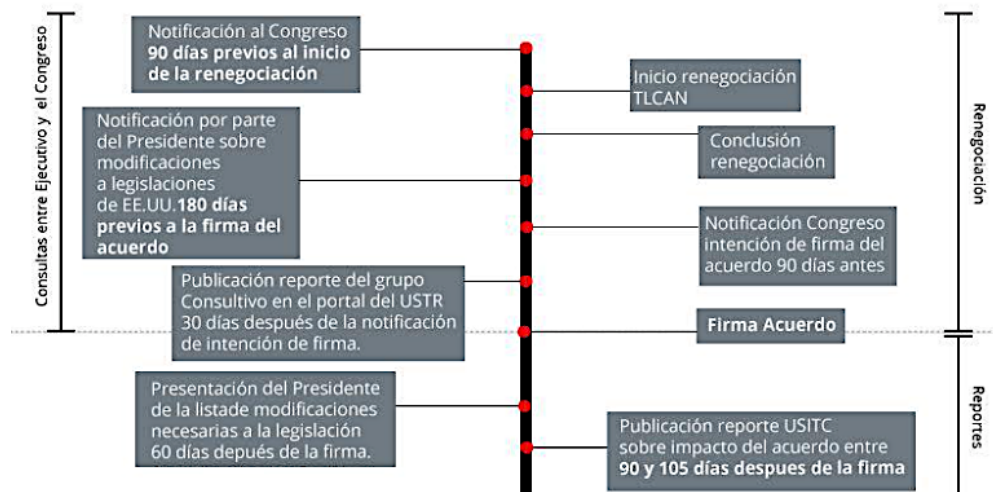 Consultas entre Ejecutivo y el Congreso
Notificación al Congreso
90 días previos al inicio
de la renegociación
Inicio renegociación
TLCAN
Notificación por parte
del Presidente sobre
modificaciones
a legislaciones
de EE.UU.180 días
previos a la firma del
acuerdo
Conclusión
renegociación
Notificación Congreso
intención de firma del
acuerdo 90 días antes
Publicación reporte del grupo
Consultivo en el portal del USTR
30 días después de la notificación
de intención de firma.
Firma Acuerdo
Presentación del Presidente
de la listade modificaciones
necesarias a la legislación
60 días depués de la firma.
Publicación reporte USITC
sobre impacto del acuerdo entre
90 y 105 días despues de la firma
Renegociación
Reportes